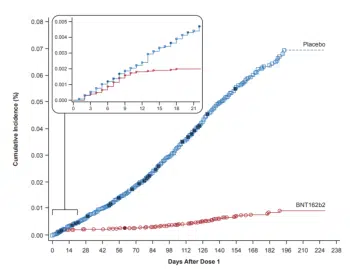 0.08
0.07
0.06
0.05
0.04
0.03
0.02
0.01
0.00
Cumulative Incidence (%)
0.005
0.004
0.003
0.002
0.001
0.000
0 3 6 9 12 15 18 21
Placebo
BNT162b2
0 14 28 42 56 70 84 98 112 126 140 154 168 182 196 210 224 238
Days After Dose 1